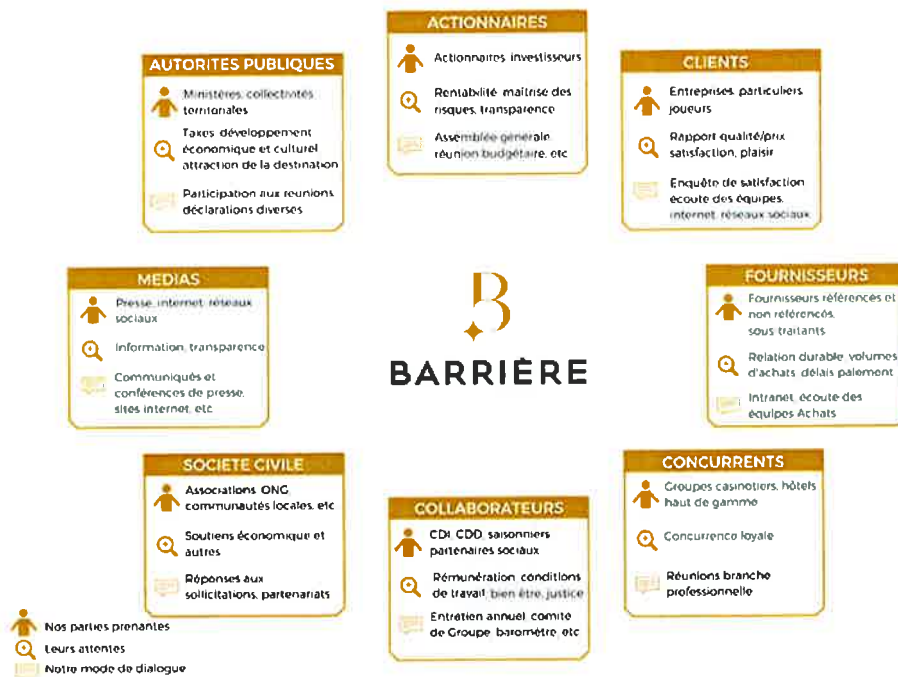 ACTIONNAIRES
Actionnaires, investisseurs
Rentabilité, maîtrise des
risques, transparence
Assemblée générale,
réunion budgétaire, etc
AUTORITES PUBLIQUES
Ministères, collectivités
territoriales
Taxes, développement
économique et culturel
attraction de la destination
Participation aux réunions
déclarations diverses
CLIENTS
Entreprises, particuliers
joueurs
Rapport qualité/prix
satisfaction, plaisir
Enquête de satisfaction
écoute des équipes,
internet, réseaux sociaux
MEDIAS
Presse, internet, réseaux
sociaux
Information, transparence
Communiqués et
conférences de presse,
sites internet, etc
B
BARRIÈRE
FOURNISSEURS
Fournisseurs référencés et
non référencés,
sous traitants
Relation durable, volumes
d'achats, délais paiement
Intranet, écoute des
équipes Achats
SOCIETE CIVILE
Associations, ONG,
communautés locales, etc
Soutiens économique et
autres
Réponses aux
sollicitations, partenariats
COLLABORATEURS
CDI, CDD, saisonniers
partenaires sociaux
Rémunération, conditions
de travail, bien être, justice
Entretien annuel, comité
de Groupe, baromètre, etc
CONCURRENTS
Groupes casinotiers, hôtels
haut de gamme
Concurrence loyale
Réunions branche
professionnelle
Nos parties prenantes
Leurs attentes
Notre mode de dialogue